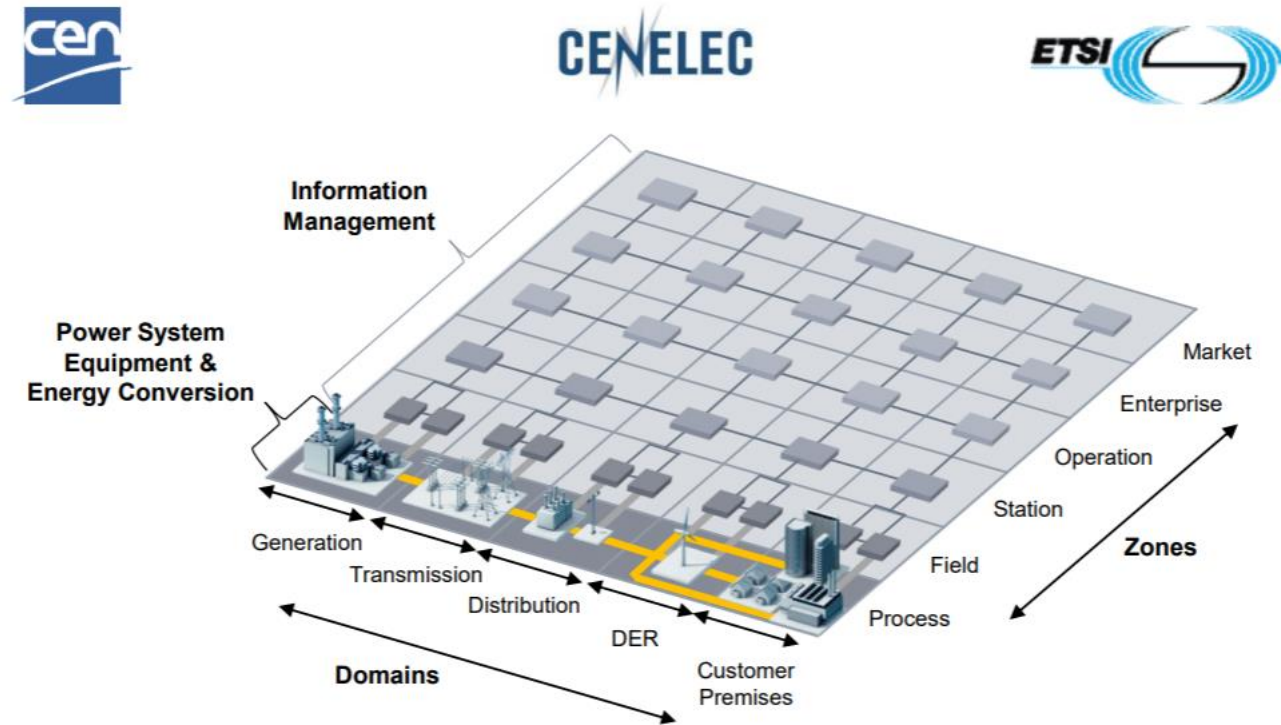 cen
CENELEC
ETSI
Information
Management
Power System
Equipment &
Energy Conversion
Market
Enterprise
Operation
Station
Field
Process
Zones
Generation
Transmission
Distribution
DER
Customer
Premises
Domains